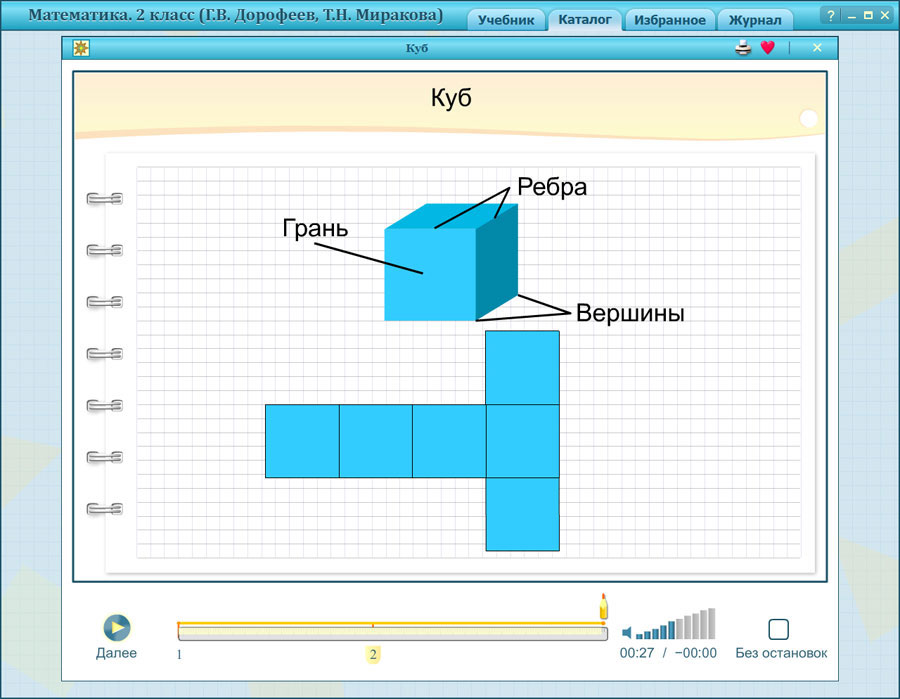 Математика. 2 класс (Г.В. Дорофеев, Т.Н. Миракова)
Учебник
Каталог
Избранное
Журнал
?
Куб
Куб
Ребра
Грань
Вершины
Далее
1
2
00:27 / −00:00
Без остановок